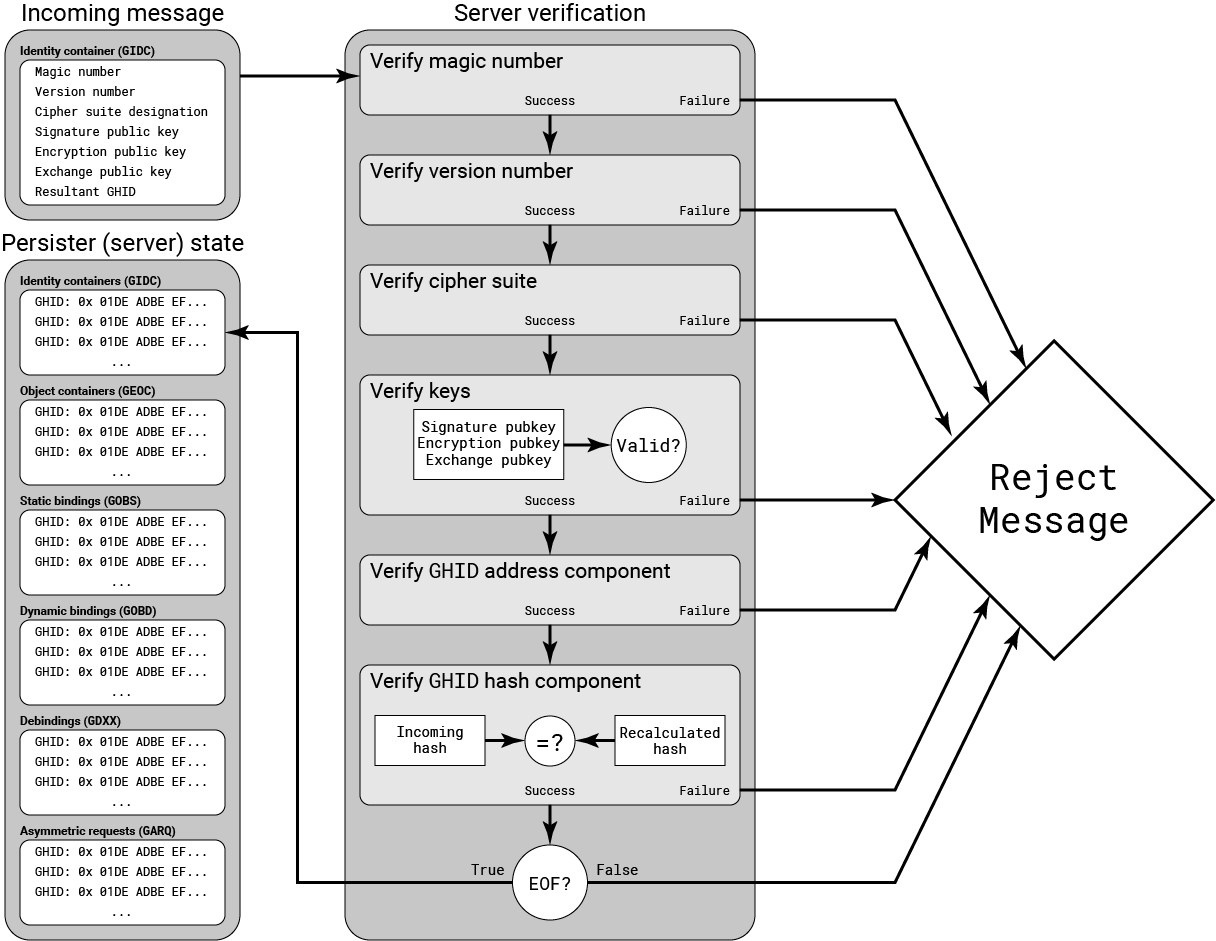 Incoming message
Identity container (GIDC)
Magic number
Version number
Cipher suite designation
Signature public key
Encryption public key
Exchange public key
Resultant GHID
Persister (server) state
Identity containers (GIDC)
GHID: 0x 01DE ADBE EF...
GHID: 0x 01DE ADBE EF...
GHID: 0x 01DE ADBE EF...
...
Object containers (GEOC)
GHID: 0x 01DE ADBE EF...
GHID: 0x 01DE ADBE EF...
GHID: 0x 01DE ADBE EF...
...
Static bindings (GOBS)
GHID: 0x 01DE ADBE EF...
GHID: 0x 01DE ADBE EF...
GHID: 0x 01DE ADBE EF...
...
Dynamic bindings (GOBD)
GHID: 0x 01DE ADBE EF...
GHID: 0x 01DE ADBE EF...
GHID: 0x 01DE ADBE EF...
...
Debindings (GDXX)
GHID: 0x 01DE ADBE EF...
GHID: 0x 01DE ADBE EF...
GHID: 0x 01DE ADBE EF...
...
Asymmetric requests (GARQ)
GHID: 0x 01DE ADBE EF...
GHID: 0x 01DE ADBE EF...
GHID: 0x 01DE ADBE EF...
...
Server verification
Verify magic number
Success Failure
Verify version number
Success Failure
Verify cipher suite
Success Failure
Verify keys
Signature pubkey
Encryption pubkey
Exchange pubkey
Valid?
Success Failure
Verify GHID address component
Success Failure
Verify GHID hash component
Incoming
hash
=?
Recalculated
hash
Success Failure
True False
EOF?
Reject
Message